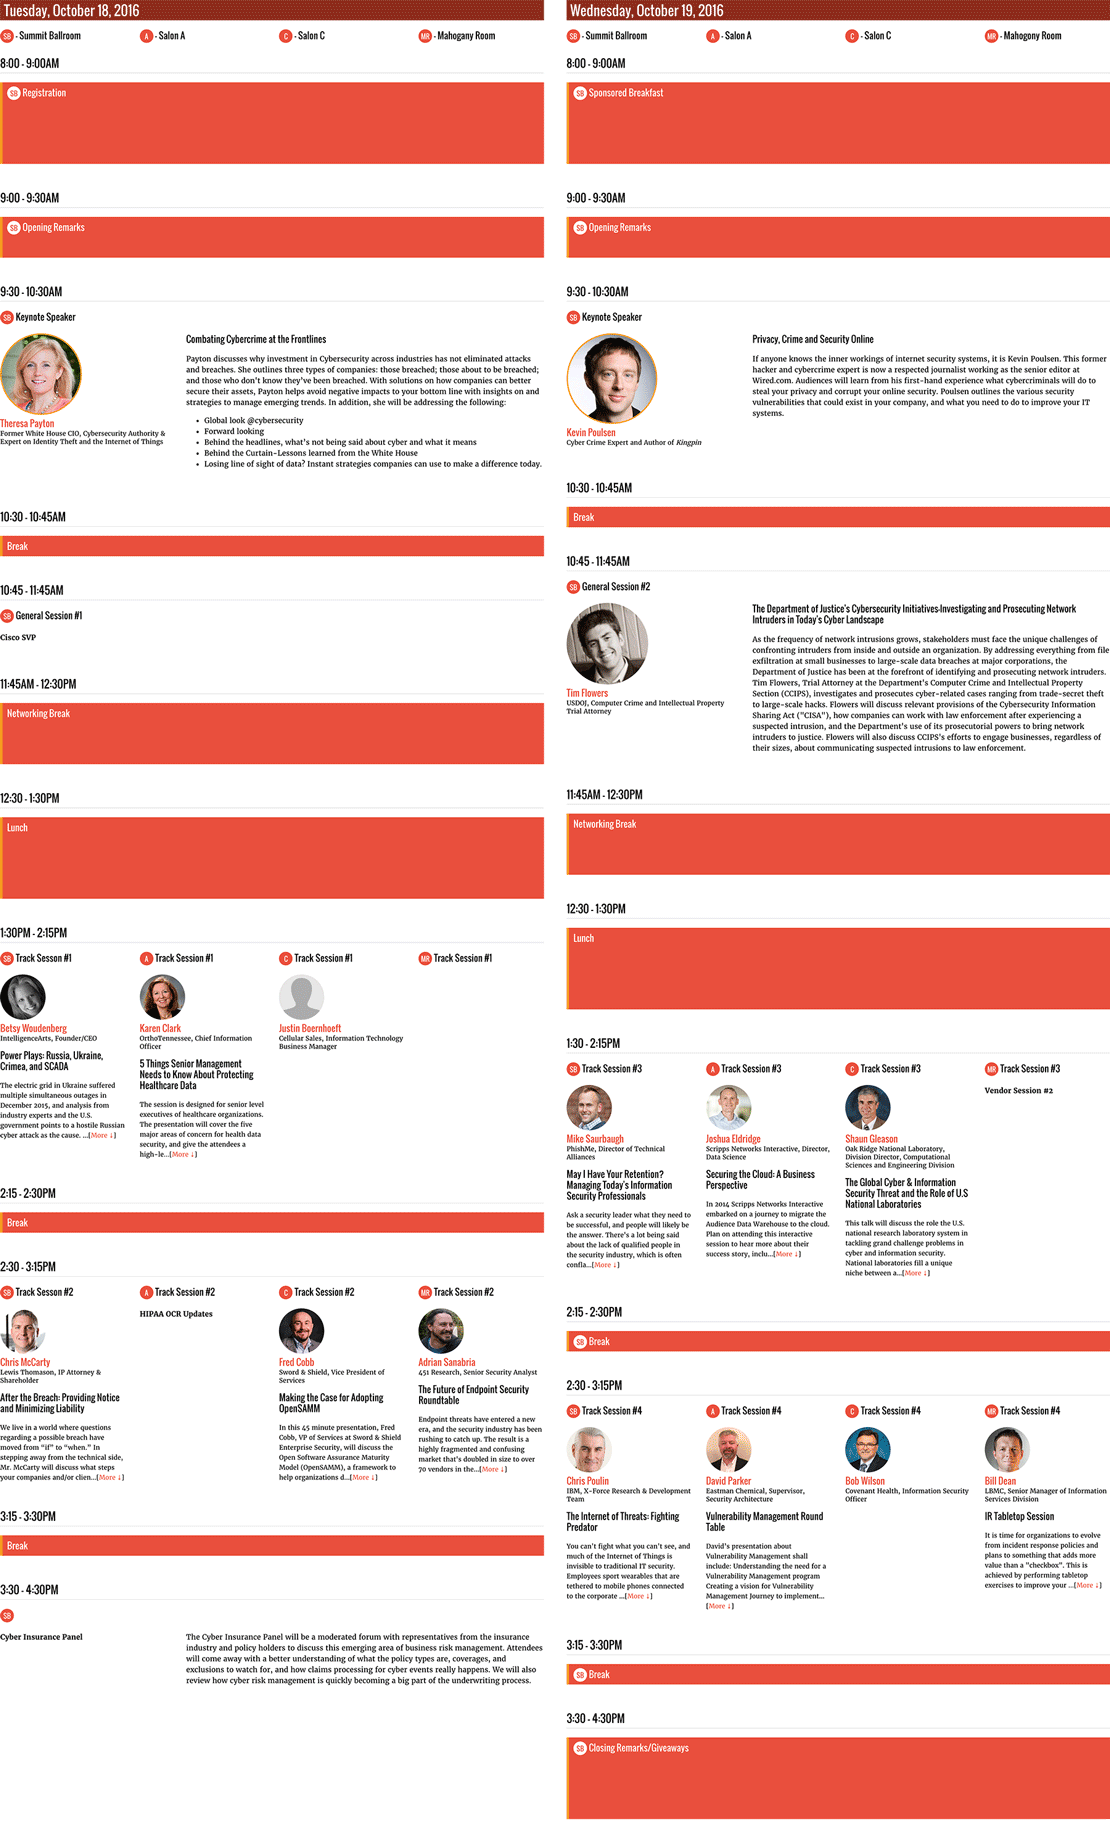 Tuesday, October 18, 2016
SB - Summit Ballroom
A - Salon A
C - Salon C
MR - Mahogany Room
8:00 - 9:00AM
SB Registration
9:00 - 9:30AM
SB Opening Remarks
9:30 - 10:30AM
SB Keynote Speaker
Theresa Payton
Former White House CIO, Cybersecurity Authority &
Expert on Identity Theft and the Internet of Things
Combating Cybercrime at the Frontlines
Payton discusses why investment in Cybersecurity across industries has not eliminated attacks
and breaches. She outlines three types of companies: those breached; those about to be breached;
and those who don't know they've been breached. With solutions on how companies can better
secure their assets, Payton helps avoid negative impacts to your bottom line with insights on and
strategies to manage emerging trends. In addition, she will be addressing the following:
• Global look @cybersecurity
• Forward looking
• Behind the headlines, what's not being said about cyber and what it means
• Behind the Curtain–Lessons learned from the White House
• Losing line of sight of data? Instant strategies companies can use to make a difference today.
10:30 - 10:45AM
Break
10:45 - 11:45AM
SB General Session #1
Cisco SVP
11:45AM - 12:30PM
Networking Break
12:30 - 1:30PM
Lunch
1:30PM - 2:15PM
SB Track Sesson #1
Betsy Woudenberg
IntelligenceArts, Founder/CEO
Power Plays: Russia, Ukraine,
Crimea, and SCADA
The electric grid in Ukraine suffered
multiple simultaneous outages in
December 2015, and analysis from
industry experts and the U.S.
government points to a hostile Russian
cyber attack as the cause. ...[More ↓]
A Track Session #1
Karen Clark
OrthoTennessee, Chief Information
Officer
5 Things Senior Management
Needs to Know About Protecting
Healthcare Data
The session is designed for senior level
executives of healthcare organizations.
The presentation will cover the five
major areas of concern for health data
security, and give the attendees a
high-le...[More ↓]
C Track Session #1
Justin Boernhoeft
Cellular Sales, Information Technology
Business Manager
MR Track Session #1
2:15 - 2:30PM
Break
2:30 - 3:15PM
SB Track Session #2
Chris McCarty
Lewis Thomason, IP Attorney &
Shareholder
After the Breach: Providing Notice
and Minimizing Liability
We live in a world where questions
regarding a possible breach have
moved from "if" to "when." In
stepping away from the technical side,
Mr. McCarty will discuss what steps
your companies and/or clien...[More ↓]
A Track Session #2
HIPAA OCR Updates
C Track Session #2
Fred Cobb
Sword & Shield, Vice President of
Services
Making the Case for Adopting
OpenSAMM
In this 45 minute presentation, Fred
Cobb, VP of Services at Sword & Shield
Enterprise Security, will discuss the
Open Software Assurance Maturity
Model (OpenSAMM), a framework to
help organizations d...[More ↓]
MR Track Session #2
Adrian Sanabria
451 Research, Senior Security Analyst
The Future of Endpoint Security
Roundtable
Endpoint threats have entered a new
era, and the security industry has been
rushing to catch up. The result is a
highly fragmented and confusing
market that's doubled in size to over
70 vendors in the...[More ↓]
3:15 - 3:30PM
Break
3:30 - 4:30PM
SB
Cyber Insurance Panel
The Cyber Insurance Panel will be a moderated forum with representatives from the insurance
industry and policy holders to discuss this emerging area of business risk management. Attendees
will come away with a better understanding of what the policy types are, coverages, and
exclusions to watch for, and how claims processing for cyber events really happens. We will also
review how cyber risk management is quickly becoming a big part of the underwriting process.
Wednesday, October 19, 2016
SB - Summit Ballroom
A - Salon A
C - Salon C
MR - Mahogony Room
8:00 - 9:00AM
SB Sponsored Breakfast
9:00 - 9:30AM
SB Opening Remarks
9:30 - 10:30AM
SB Keynote Speaker
Kevin Poulsen
Cyber Crime Expert and Author of Kingpin
Privacy, Crime and Security Online
If anyone knows the inner workings of internet security systems, it is Kevin Poulsen. This former
hacker and cybercrime expert is now a respected journalist working as the senior editor at
Wired.com. Audiences will learn from his first-hand experience what cybercriminals will do to
steal your privacy and corrupt your online security. Poulsen outlines the various security
vulnerabilities that could exist in your company, and what you need to do to improve your IT
systems.
10:30 - 10:45AM
Break
10:45 - 11:45AM
SB General Session #2
Tim Flowers
USDOJ, Computer Crime and Intellectual Property
Trial Attorney
The Department of Justice's Cybersecurity Initiatives-Investigating and Prosecuting Network
Intruders in Today's Cyber Landscape
As the frequency of network intrusions grows, stakeholders must face the unique challenges of
confronting intruders from inside and outside an organization. By addressing everything from file
exfiltration at small businesses to large-scale data breaches at major corporations, the
Department of Justice has been at the forefront of identifying and prosecuting network intruders.
Tim Flowers, Trial Attorney at the Department's Computer Crime and Intellectual Property
Section (CCIPS), investigates and prosecutes cyber-related cases ranging from trade-secret theft
to large-scale hacks. Flowers will discuss relevant provisions of the Cybersecurity Information
Sharing Act ("CISA"), how companies can work with law enforcement after experiencing a
suspected intrusion, and the Department's use of its prosecutorial powers to bring network
intruders to justice. Flowers will also discuss CCIPS's efforts to engage businesses, regardless of
their sizes, about communicating suspected intrusions to law enforcement.
11:45AM - 12:30PM
Networking Break
12:30 - 1:30PM
Lunch
1:30 - 2:15PM
SB Track Session #3
Mike Saurbaugh
PhishMe, Director of Technical
Alliances
May I Have Your Retention?
Managing Today's Information
Security Professionals
Ask a security leader what they need to
be successful, and people will likely be
the answer. There's a lot being said
about the lack of qualified people in
the security industry, which is often
confla...[More ↓]
A Track Session #3
Joshua Eldridge
Scripps Networks Interactive, Director,
Data Science
Securing the Cloud: A Business
Perspective
In 2014 Scripps Networks Interactive
embarked on a journey to migrate the
Audience Data Warehouse to the cloud.
Plan on attending this interactive
session to hear more about their
success story, inclu...[More ↓]
C Track Session #3
Shaun Gleason
Oak Ridge National Laboratory,
Division Director, Computational
Sciences and Engineering Division
The Global Cyber & Information
Security Threat and the Role of U.S
National Laboratories
This talk will discuss the role the U.S.
national research laboratory system in
tackling grand challenge problems in
cyber and information security.
National laboratories fill a unique
niche between a...[More ↓]
MR Track Session #3
Vendor Session #2
2:15 - 2:30PM
SB Break
2:30 - 3:15PM
SB Track Session #4
Chris Poulin
IBM, X-Force Research & Development
Team
The Internet of Threats: Fighting
Predator
You can't fight what you can't see, and
much of the Internet of Things is
invisible to traditional IT security.
Employees sport wearables that are
tethered to mobile phones connected
to the corporate ...[More ↓]
A Track Session #4
David Parker
Eastman Chemical, Supervisor,
Security Architecture
Vulnerability Management Round
Table
David's presentation about
Vulnerability Management shall
include: Understanding the need for a
Vulnerability Management program
Creating a vision for Vulnerability
Management Journey to implement...
[More ↓]
C Track Session #4
Bob Wilson
Covenant Health, Information Security
Officer
MR Track Session #4
Bill Dean
LBMC, Senior Manager of Information
Services Division
IR Tabletop Session
It is time for organizations to evolve
from incident response policies and
plans to something that adds more
value than a "checkbox". This is
achieved by performing tabletop
exercises to improve your ...[More ↓]
3:15 - 3:30PM
SB Break
3:30 - 4:30PM
SB Closing Remarks/Giveaways